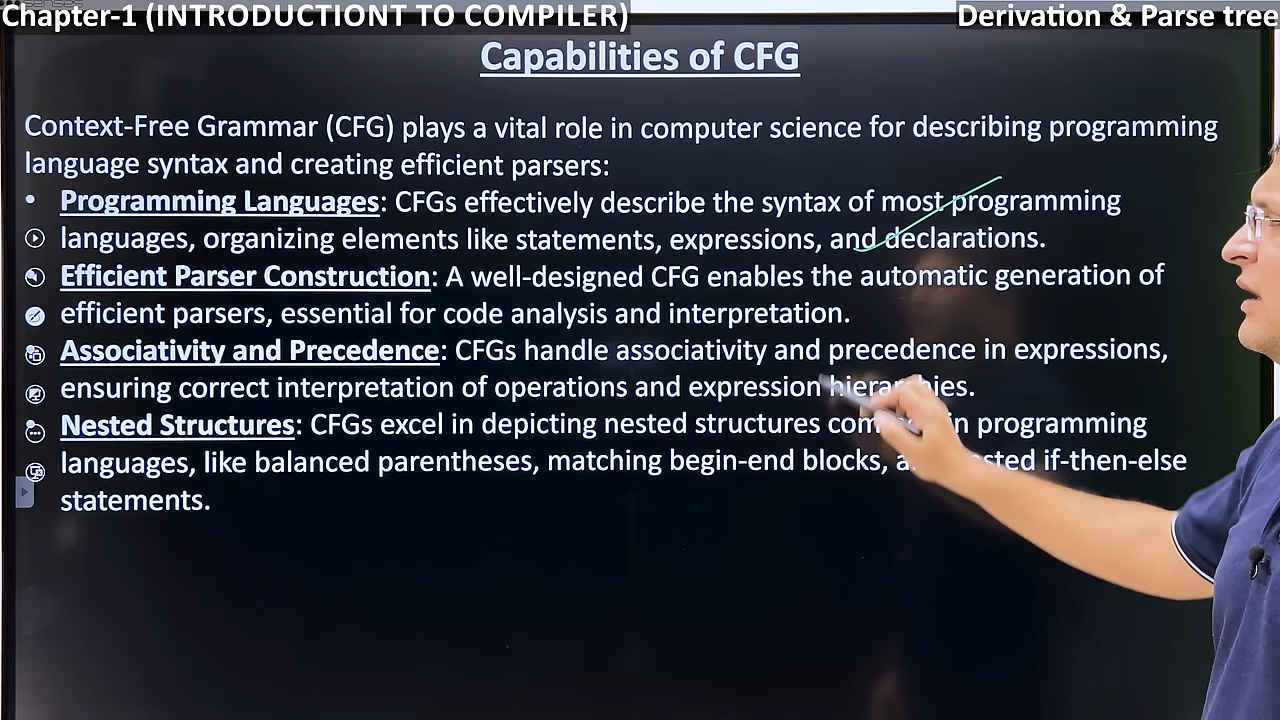 Chapter-1 (INTRODUCTIONT TO COMPILER)
Derivation & Parse tree
Capabilities of CFG
Context-Free Grammar (CFG) plays a vital role in computer science for describing programming
language syntax and creating efficient parsers:
• Programming Languages: CFGs effectively describe the syntax of most programming
languages, organizing elements like statements, expressions, and declarations.
Efficient Parser Construction: A well-designed CFG enables the automatic generation of
efficient parsers, essential for code analysis and interpretation.
Associativity and Precedence: CFGs handle associativity and precedence in expressions,
ensuring correct interpretation of operations and expression hierarchies.
Nested Structures: CFGs excel in depicting nested structures programming
languages, like balanced parentheses, matching begin-end blocks, if-then-else
statements.